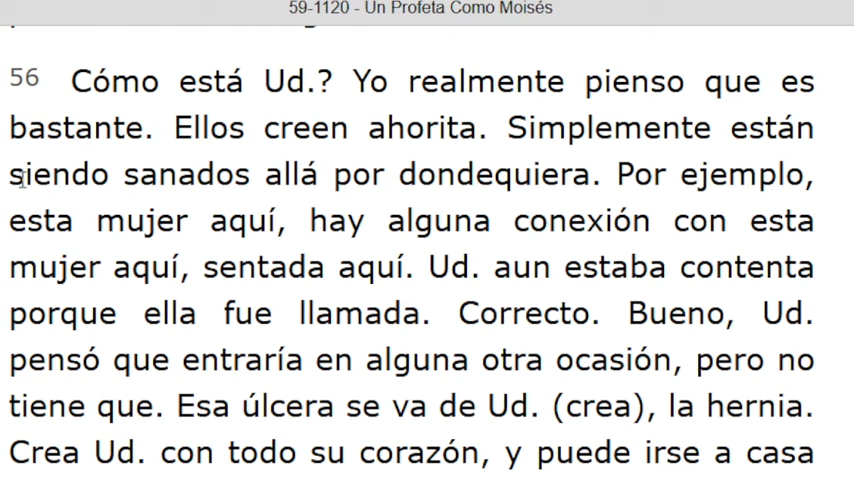 59-1120 - Un Profeta Como Moisés
56 Cómo está Ud.? Yo realmente pienso que es
bastante. Ellos creen ahorita. Simplemente están
siendo sanados allá por dondequiera. Por ejemplo,
esta mujer aquí, hay alguna conexión con esta
mujer aquí, sentada aquí. Ud. aun estaba contenta
porque ella fue llamada. Correcto. Bueno, Ud.
pensó que entraría en alguna otra ocasión, pero no
tiene que. Esa úlcera se va de Ud. (crea), la hernia.
Crea Ud. con todo su corazón, y puede irse a casa